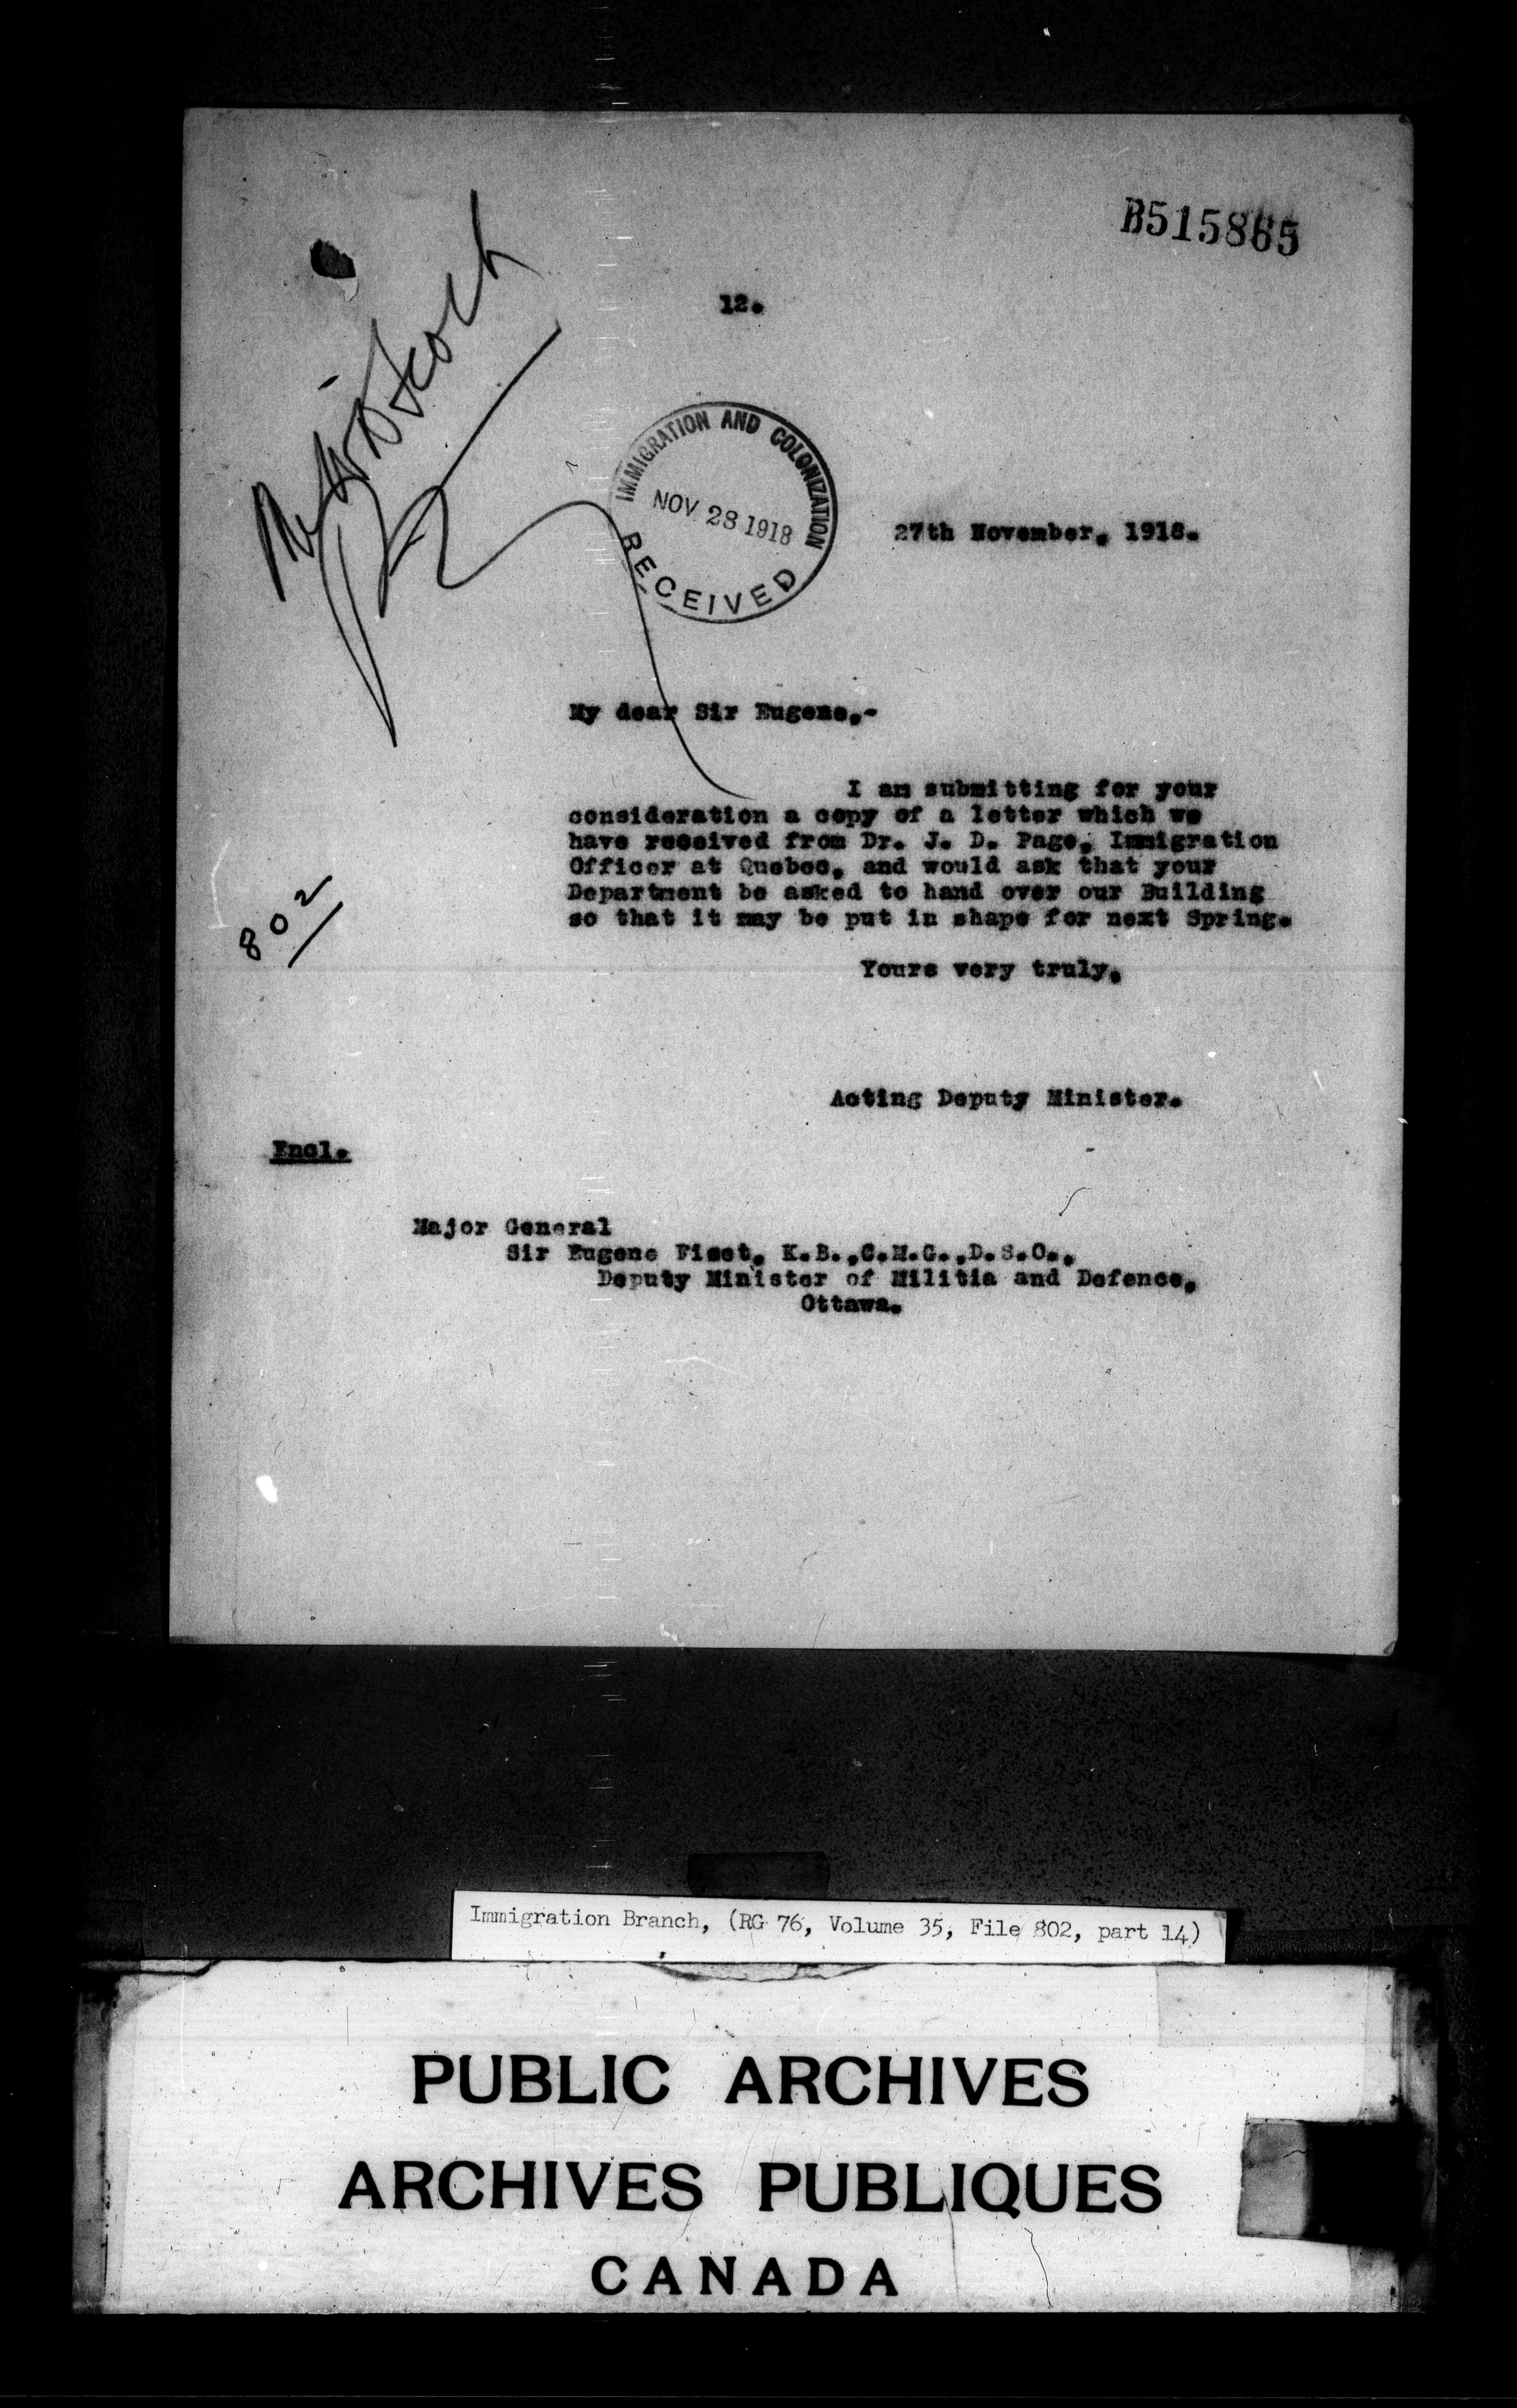 B515865
12.
IMMIGRATION AND COLONIZATION
NOV 28 1918
RECEIVED
27th November, 1918.
My dear Sir Eugene,-
I am submitting for your
consideration a copy of a letter which we
have received from Dr. J. D. Page, Immigration
Officer at Quebec, and would ask that your
Department be asked to hand over our Building
so that it may be put in shape for next Spring.
802
Yours very truly,
Acting Deputy Minister.
Encl.
Major General
Sir Eugene Fiset, K.B.,C.M.G.,D.S.O.,
Deputy Minister of Militia and Defence,
Ottawa.
Immigration Branch, (RG 76, Volume 35, File 802, part 14)
PUBLIC ARCHIVES
ARCHIVES PUBLIQUES
CANADA